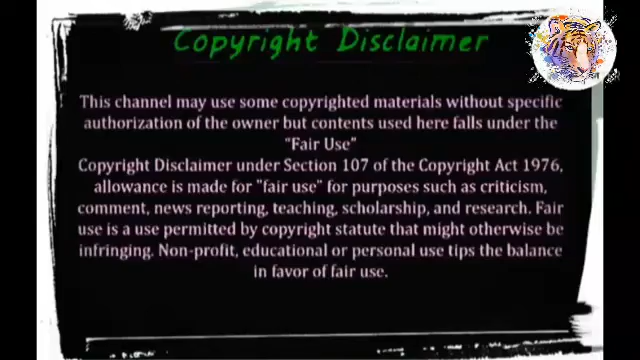 Copyright Disclaimer
This channel may use some copyrighted materials without specific
authorization of the owner but contents used here falls under the
“Fair Use”
Copyright Disclaimer under Section 107 of the Copyright Act 1976,
allowance is made for "fair use" for purposes such as criticism,
comment, news reporting, teaching, scholarship, and research. Fair
use is a use permitted by copyright statute that might otherwise be
infringing. Non-profit, educational or personal use tips the balance
in favor of fair use.